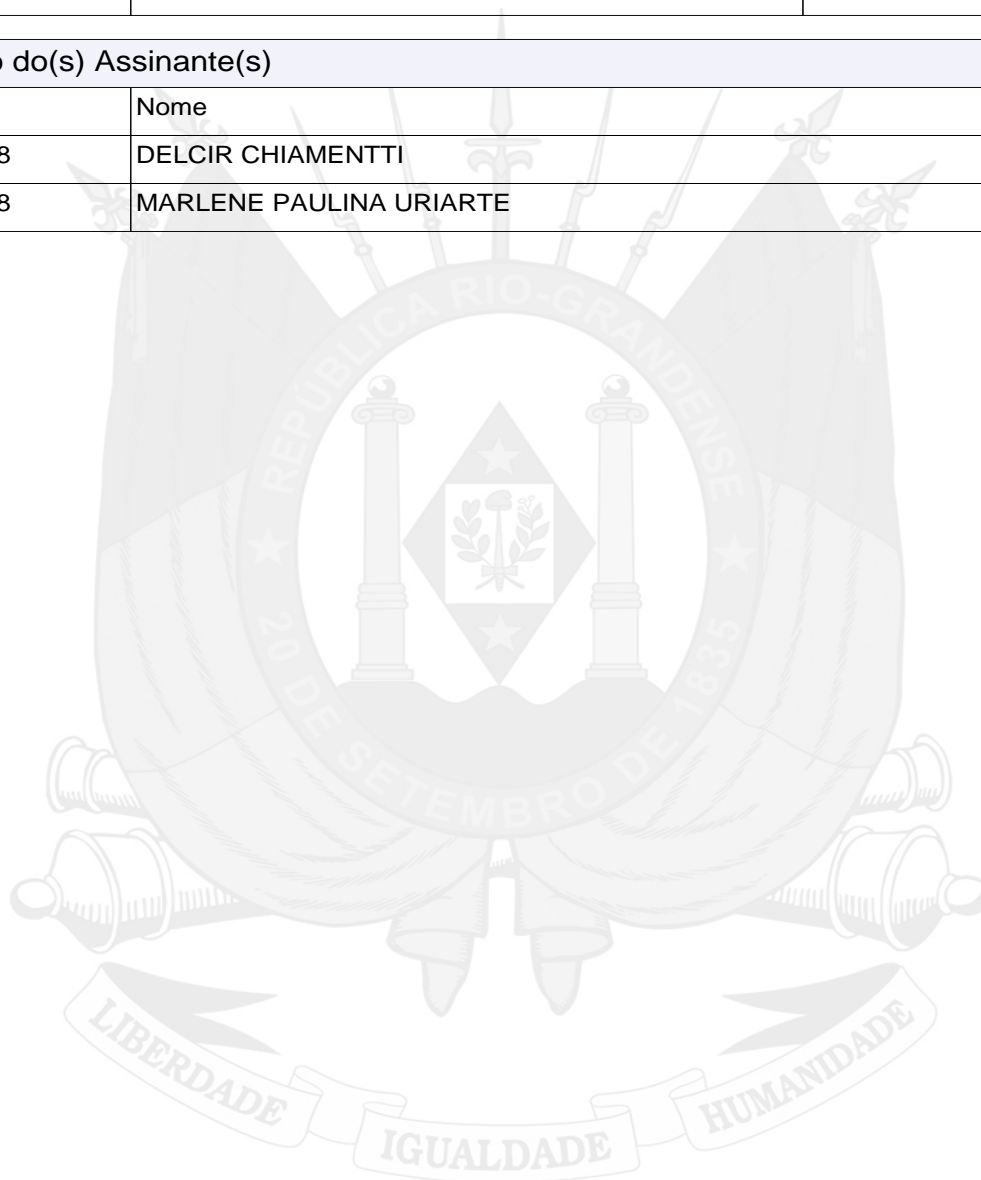 o do(s) Assinante(s)
Nome
8 DELCIR CHIAMENTTI
8 MARLENE PAULINA URIARTE
REPÚBLICA RIO-GRANDENSE
★ 20 DE SETEMBRO DE 1835 ★
LIBERDADE IGUALDADE HUMANIDADE